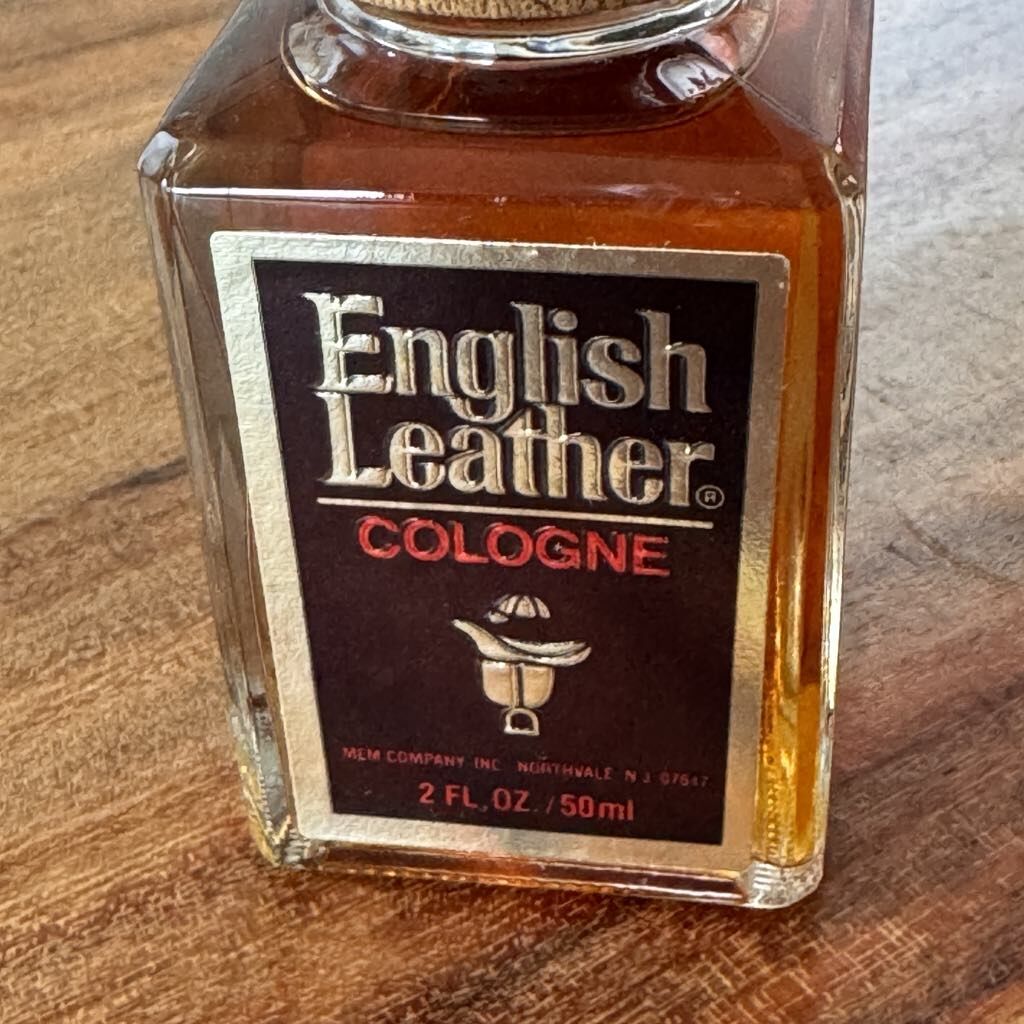 English
Leather®
COLOGNE
MEM COMPANY INC. NORTHVALE N.J. 07647
2 FL. OZ. / 50ml